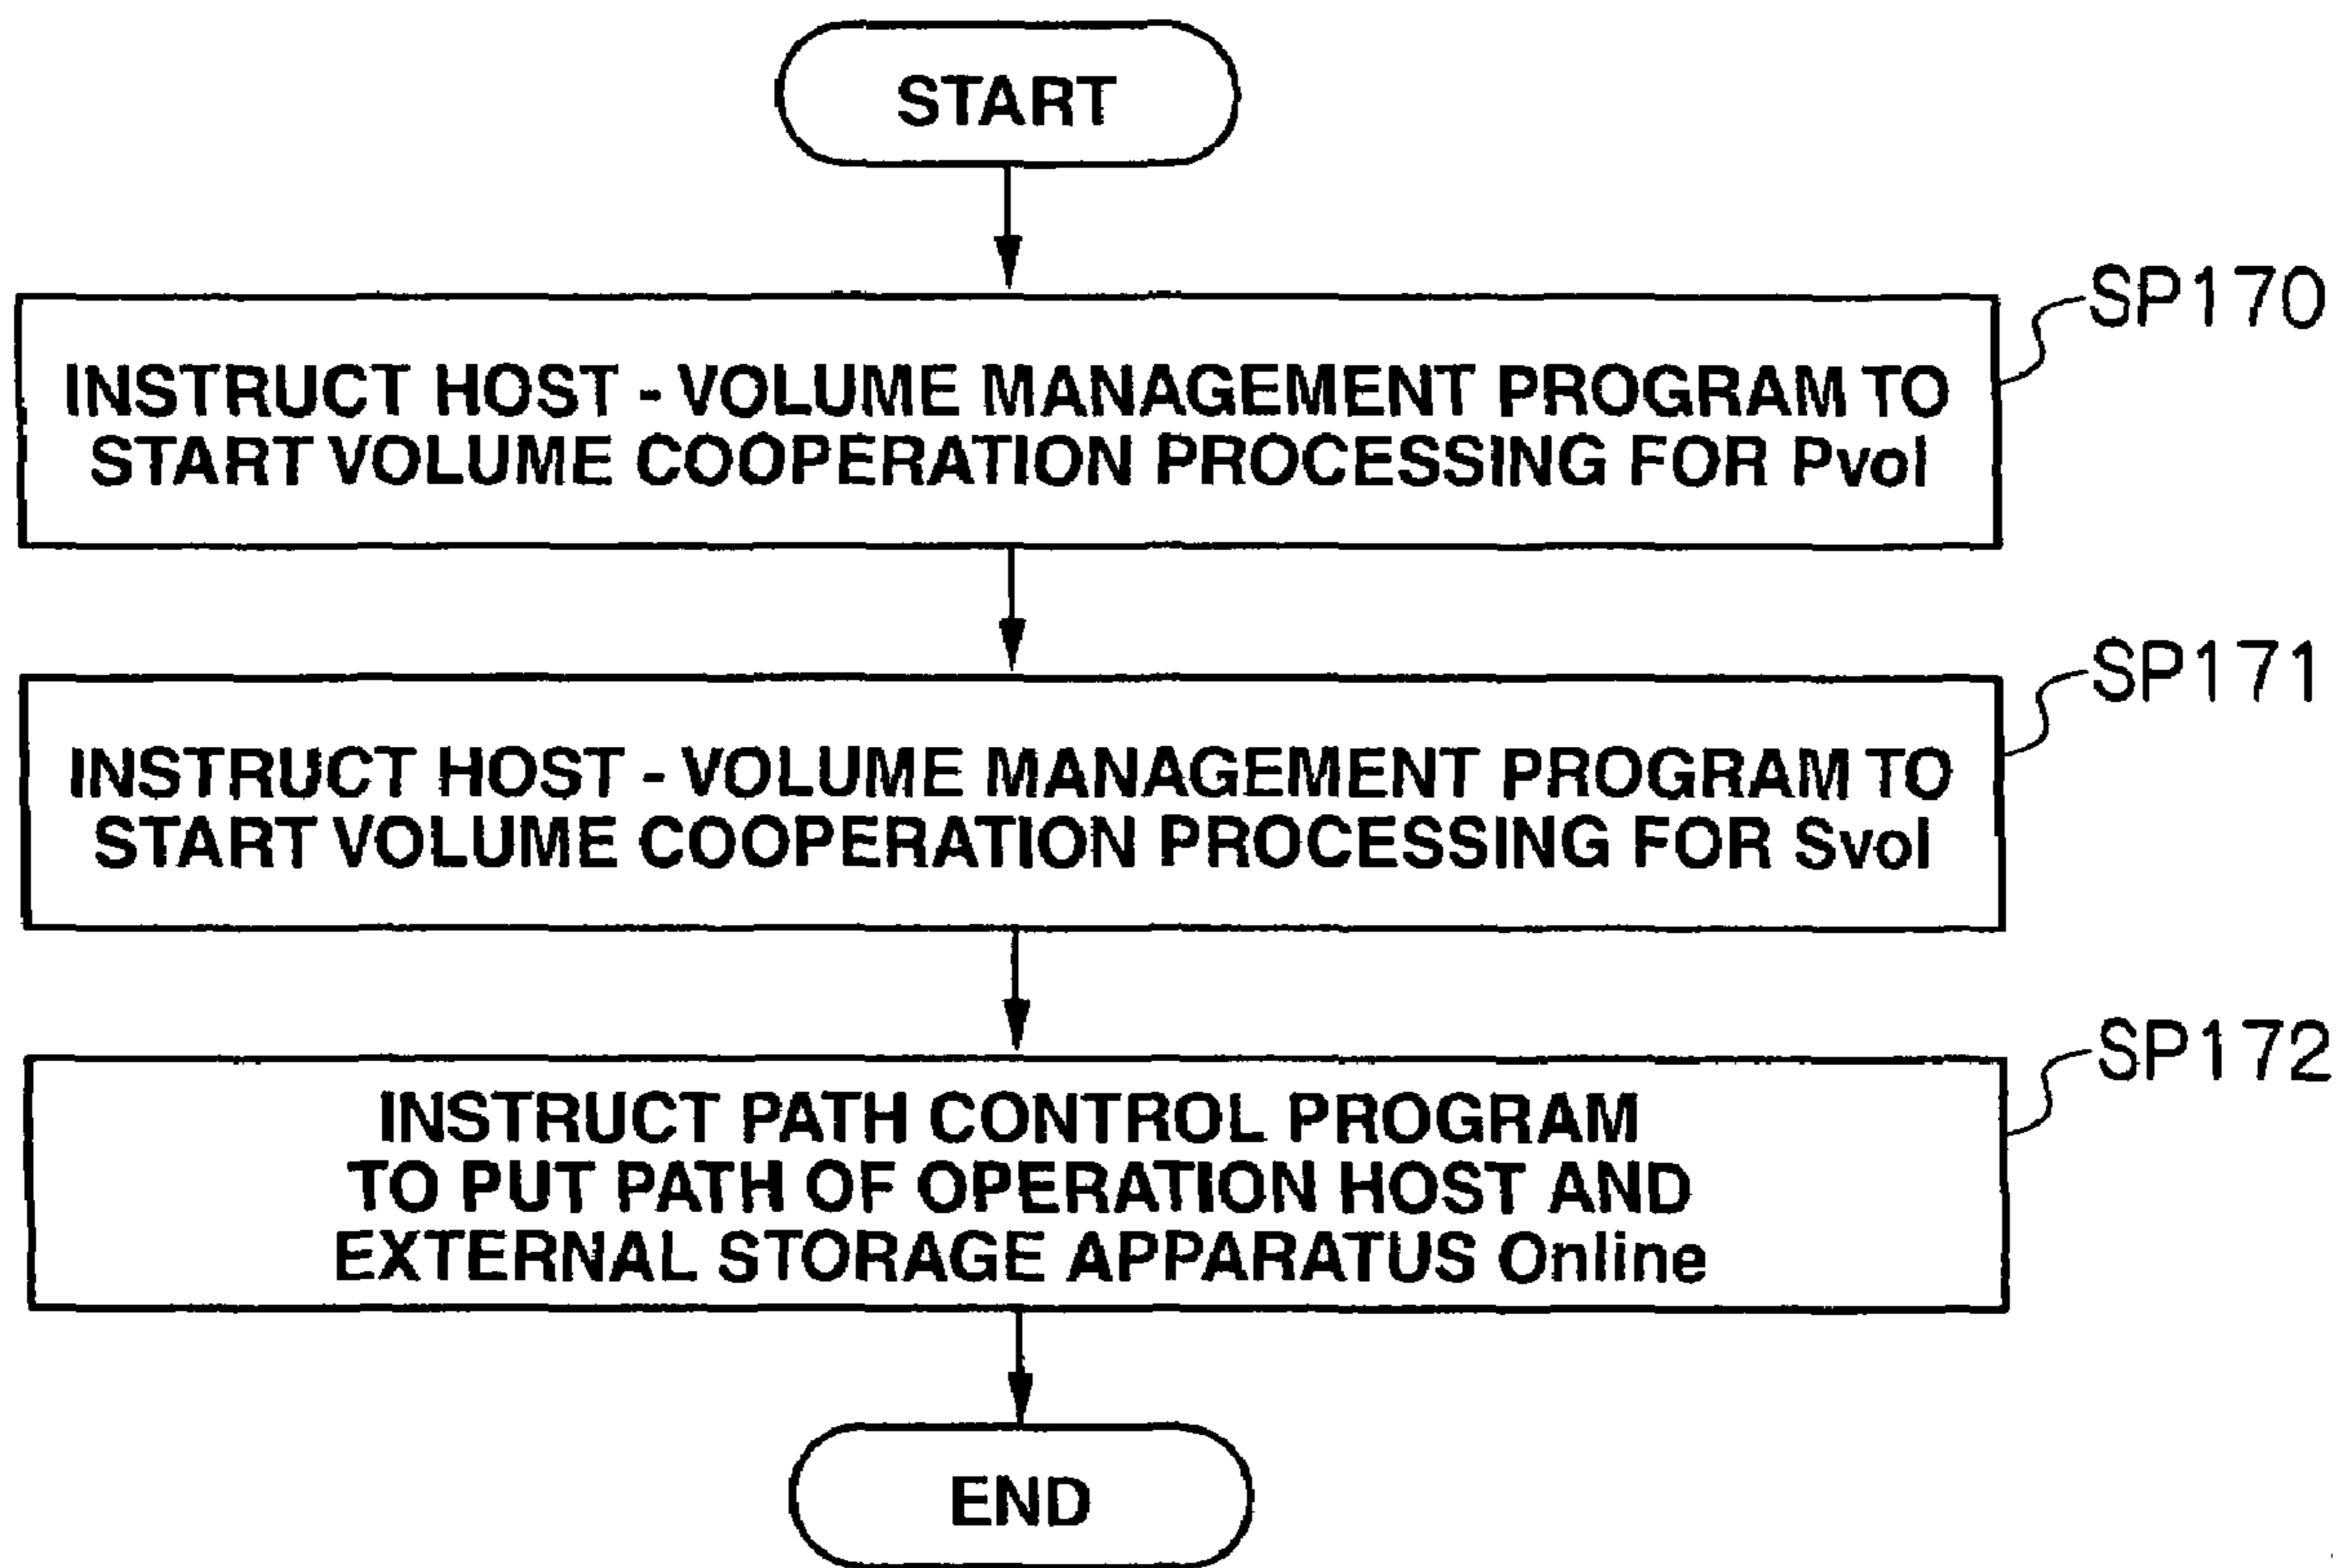 START
SP170
INSTRUCT HOST - VOLUME MANAGEMENT PROGRAM TO
START VOLUME COOPERATION PROCESSING FOR Pvol
SP171
INSTRUCT HOST - VOLUME MANAGEMENT PROGRAM TO
START VOLUME COOPERATION PROCESSING FOR Svol
SP172
INSTRUCT PATH CONTROL PROGRAM
TO PUT PATH OF OPERATION HOST AND
EXTERNAL STORAGE APPARATUS Online
END